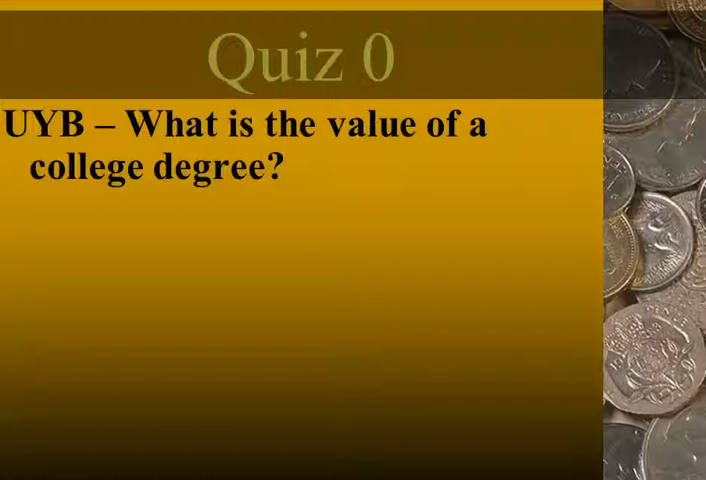 Quiz 0
UYB – What is the value of a
college degree?